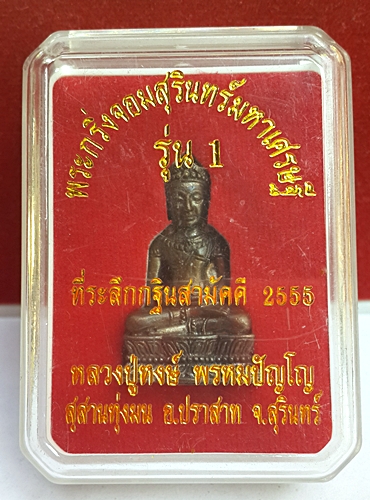 พระกริ่งจอมสุรินทร์มหาเศรษฐี
รุ่น 1
ที่ระลึกกฐินสามัคคี 2555
หลวงปู่หงษ์ พรหมปัญโญ
สุสานทุ่งมน อ.ปราสาท จ.สุรินทร์